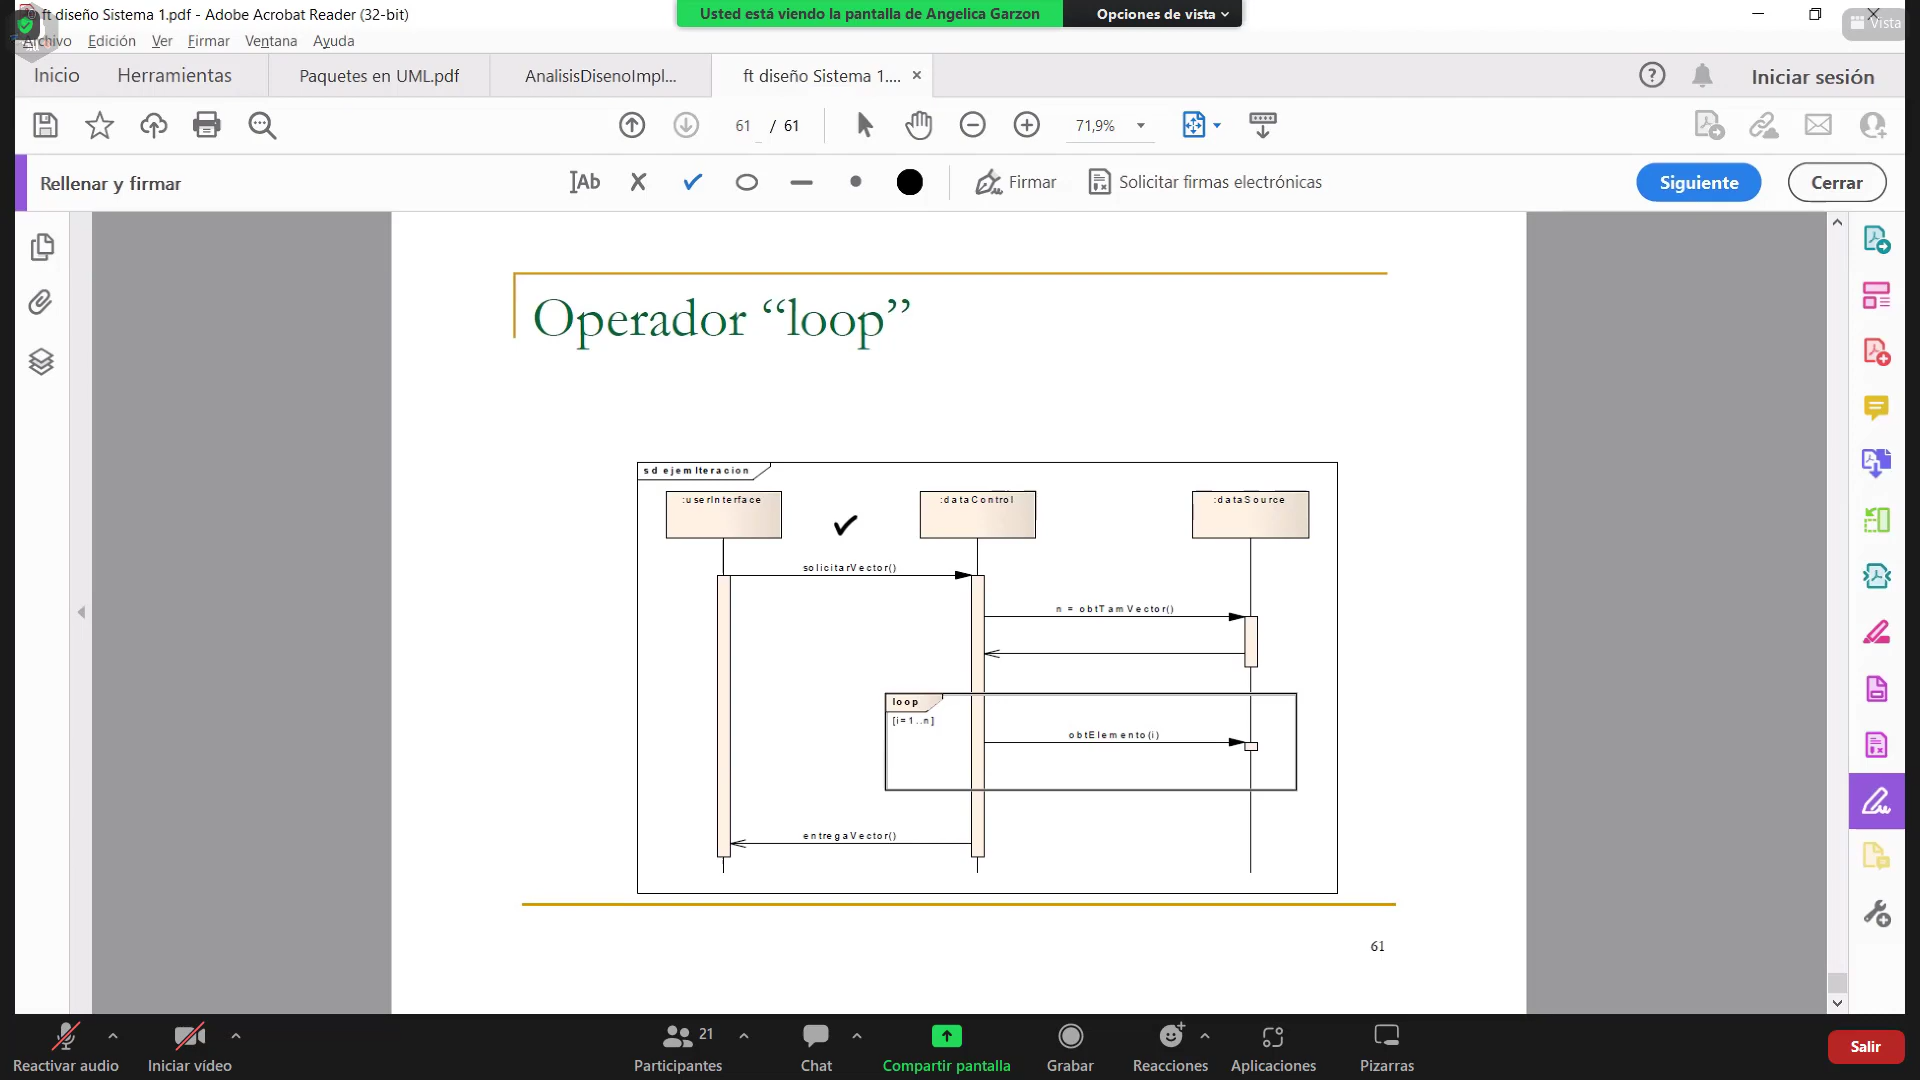 ft diseño Sistema 1.pdf - Adobe Acrobat Reader (32-bit)
Usted está viendo la pantalla de Angelica Garzon
Opciones de vista
Vista
Archivo Edición Ver Firmar Ventana Ayuda
Inicio Herramientas Paquetes en UML.pdf AnalisisDisenoImpl... ft diseño Sistema 1.... Iniciar sesión
61 / 61 71,9%
Rellenar y firmar Ab Firmar Solicitar firmas electrónicas Siguiente Cerrar
Operador “loop”
sd ejemIteracion
:userInterface :dataControl :dataSource
solicitarVector()
n = obtTamVector()
loop
[i=1..n]
obtElemento(i)
entregaVector()
61
21
Reactivar audio Iniciar vídeo Participantes Chat Compartir pantalla Grabar Reacciones Aplicaciones Pizarras Salir